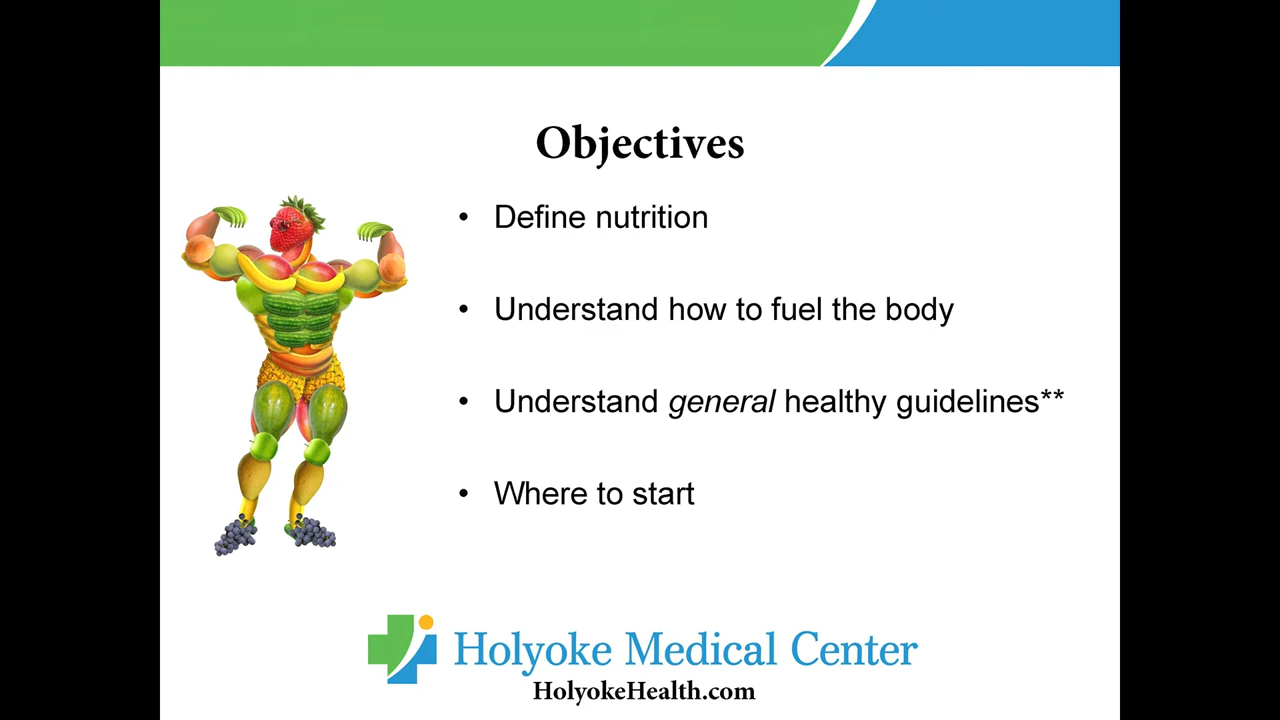 Objectives
• Define nutrition
• Understand how to fuel the body
• Understand general healthy guidelines**
• Where to start
Holyoke Medical Center
HolyokeHealth.com